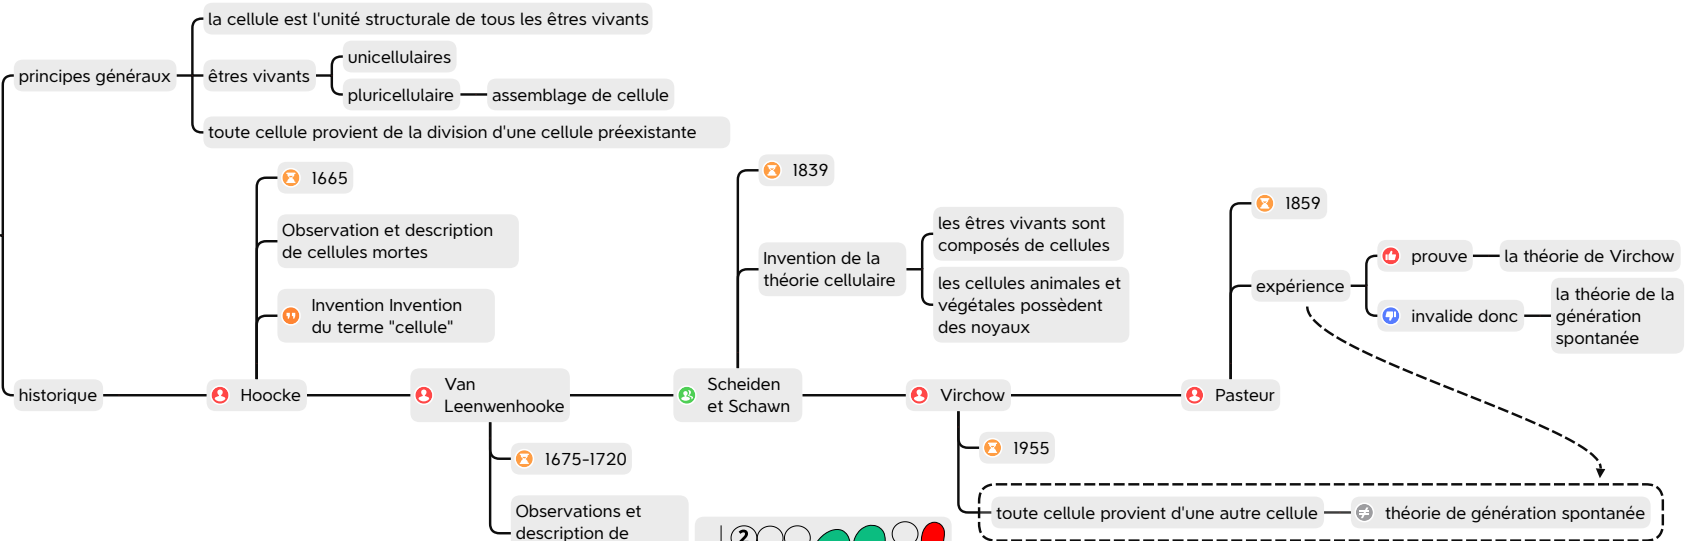 la cellule est l'unité structurale de tous les êtres vivants
principes généraux
êtres vivants
unicellulaires
pluricellulaire
assemblage de cellule
toute cellule provient de la division d'une cellule préexistante
historique
Hoocke
1665
Observation et description
de cellules mortes
Invention Invention
du terme "cellule"
Van
Leenwenhooke
1675-1720
Observations et
description de
Scheiden
et Schawn
1839
Invention de la
théorie cellulaire
les êtres vivants sont
composés de cellules
les cellules animales et
végétales possèdent
des noyaux
Virchow
1955
toute cellule provient d'une autre cellule
≠ théorie de génération spontanée
Pasteur
1859
expérience
prouve
la théorie de Virchow
invalide donc
la théorie de la
génération
spontanée
2